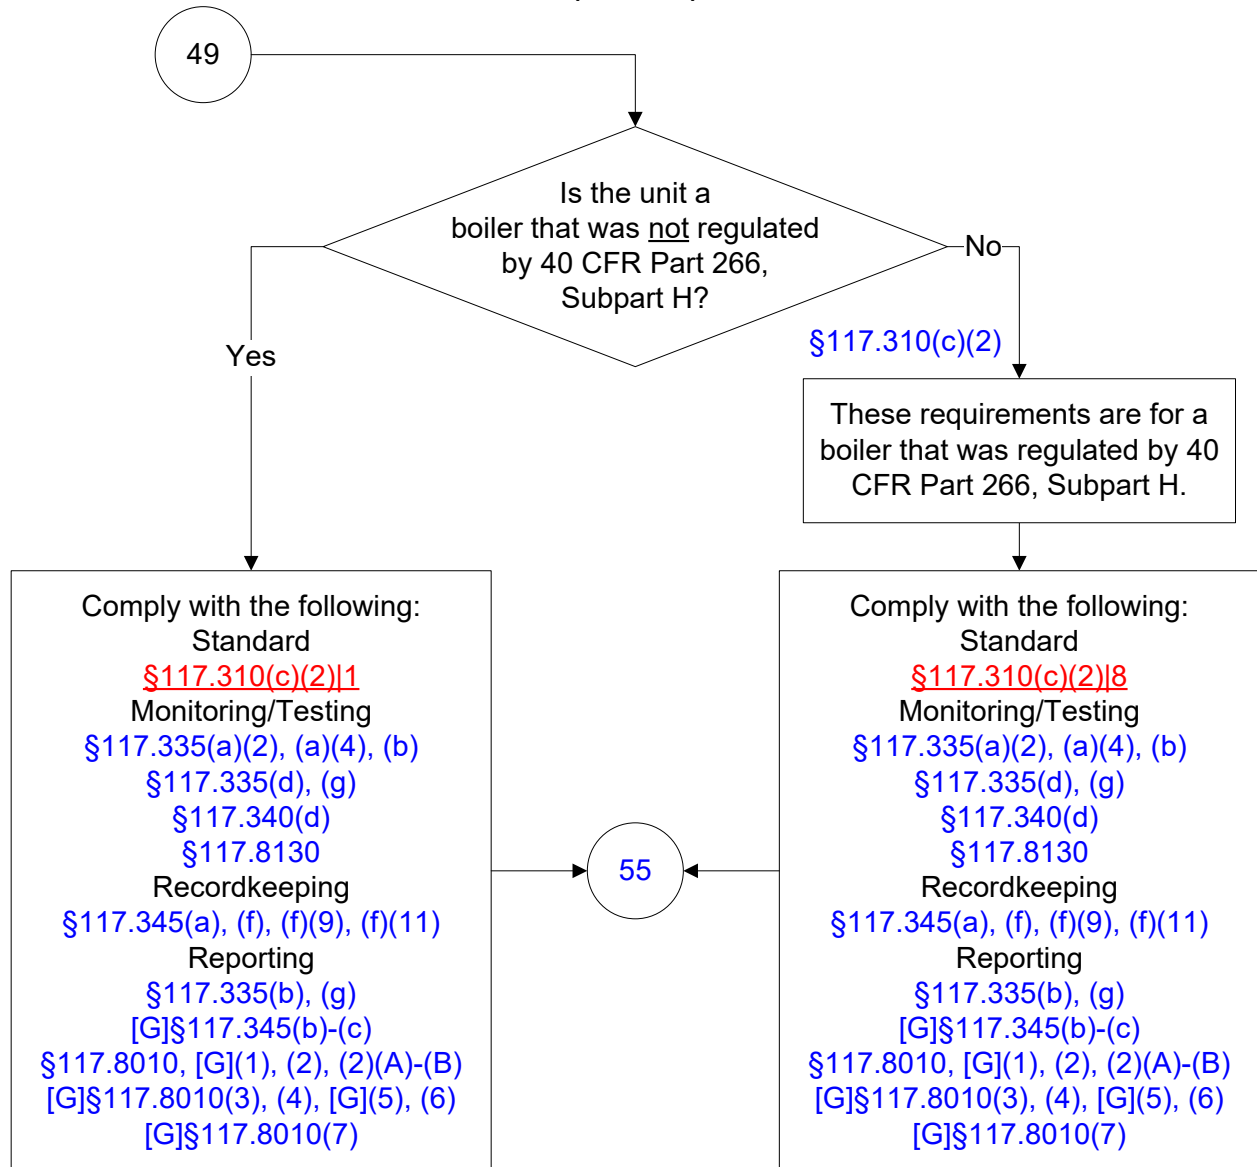 49
Is the unit a
boiler that was not regulated
by 40 CFR Part 266,
Subpart H?
No
Yes
§117.310(c)(2)
These requirements are for a
boiler that was regulated by 40
CFR Part 266, Subpart H.
Comply with the following:
Standard
§117.310(c)(2)|1
Monitoring/Testing
§117.335(a)(2), (a)(4), (b)
§117.335(d), (g)
§117.340(d)
§117.8130
Recordkeeping
§117.345(a), (f), (f)(9), (f)(11)
Reporting
§117.335(b), (g)
[G]§117.345(b)-(c)
§117.8010, [G](1), (2), (2)(A)-(B)
[G]§117.8010(3), (4), [G](5), (6)
[G]§117.8010(7)
55
Comply with the following:
Standard
§117.310(c)(2)|8
Monitoring/Testing
§117.335(a)(2), (a)(4), (b)
§117.335(d), (g)
§117.340(d)
§117.8130
Recordkeeping
§117.345(a), (f), (f)(9), (f)(11)
Reporting
§117.335(b), (g)
[G]§117.345(b)-(c)
§117.8010, [G](1), (2), (2)(A)-(B)
[G]§117.8010(3), (4), [G](5), (6)
[G]§117.8010(7)